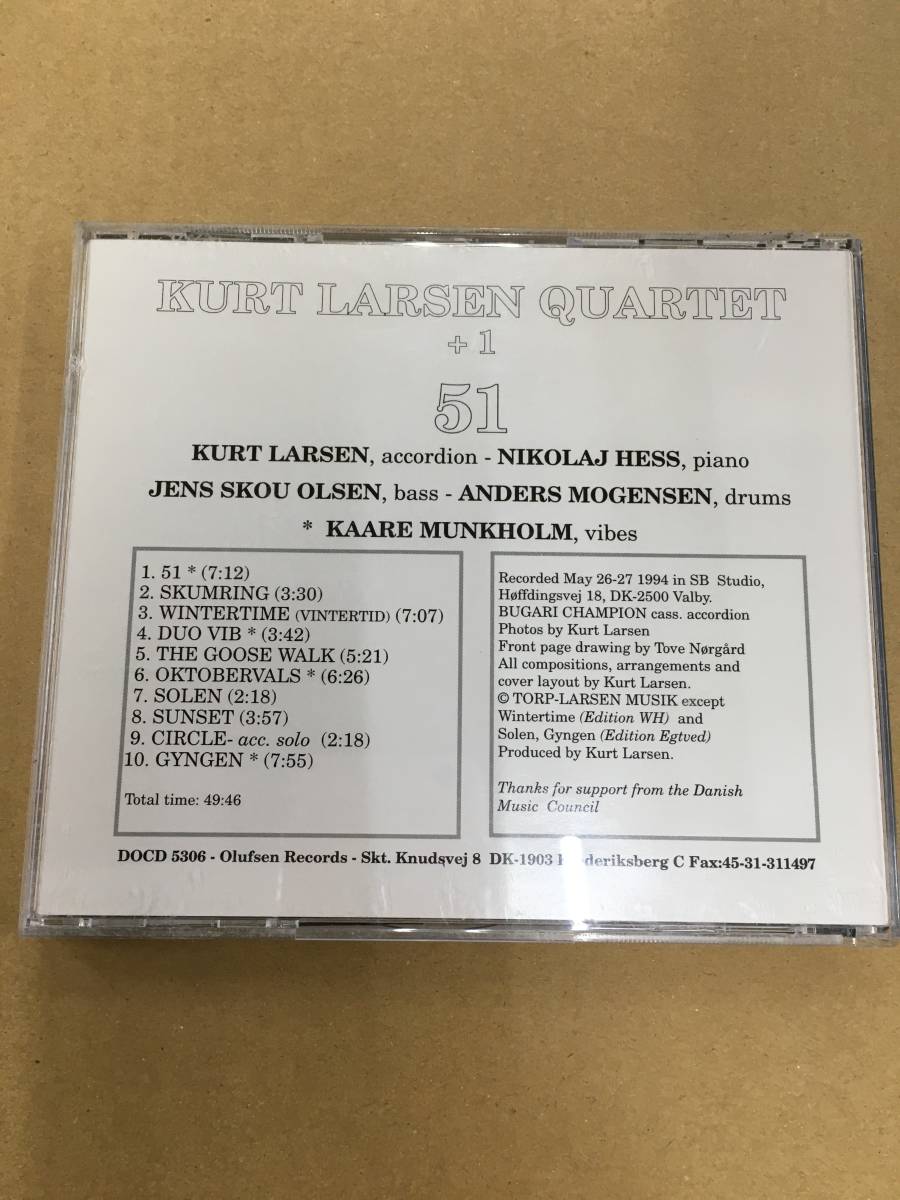 KURT LARSEN QUARTET
+ 1
51
KURT LARSEN, accordion - NIKOLAJ HESS, piano
JENS SKOU OLSEN, bass - ANDERS MOGENSEN, drums
* KAARE MUNKHOLM, vibes
1. 51 * (7:12)
2. SKUMRING (3:30)
3. WINTERTIME (VINTERTID) (7:07)
4. DUO VIB * (3:42)
5. THE GOOSE WALK (5:21)
6. OKTOBERVALS * (6:26)
7. SOLEN (2:18)
8. SUNSET (3:57)
9. CIRCLE- acc. solo (2:18)
10. GYNGEN * (7:55)
Total time: 49:46
Recorded May 26-27 1994 in SB Studio,
Høffdingsvej 18, DK-2500 Valby.
BUGARI CHAMPION cass. accordion
Photos by Kurt Larsen
Front page drawing by Tove Nørgård
All compositions, arrangements and
cover layout by Kurt Larsen.
© TORP-LARSEN MUSIK except
Wintertime (Edition WH) and
Solen, Gyngen (Edition Egtved)
Produced by Kurt Larsen.
Thanks for support from the Danish
Music Council
DOCD 5306 - Olufsen Records - Skt. Knudsvej 8 DK-1903 Frederiksberg C Fax:45-31-311497